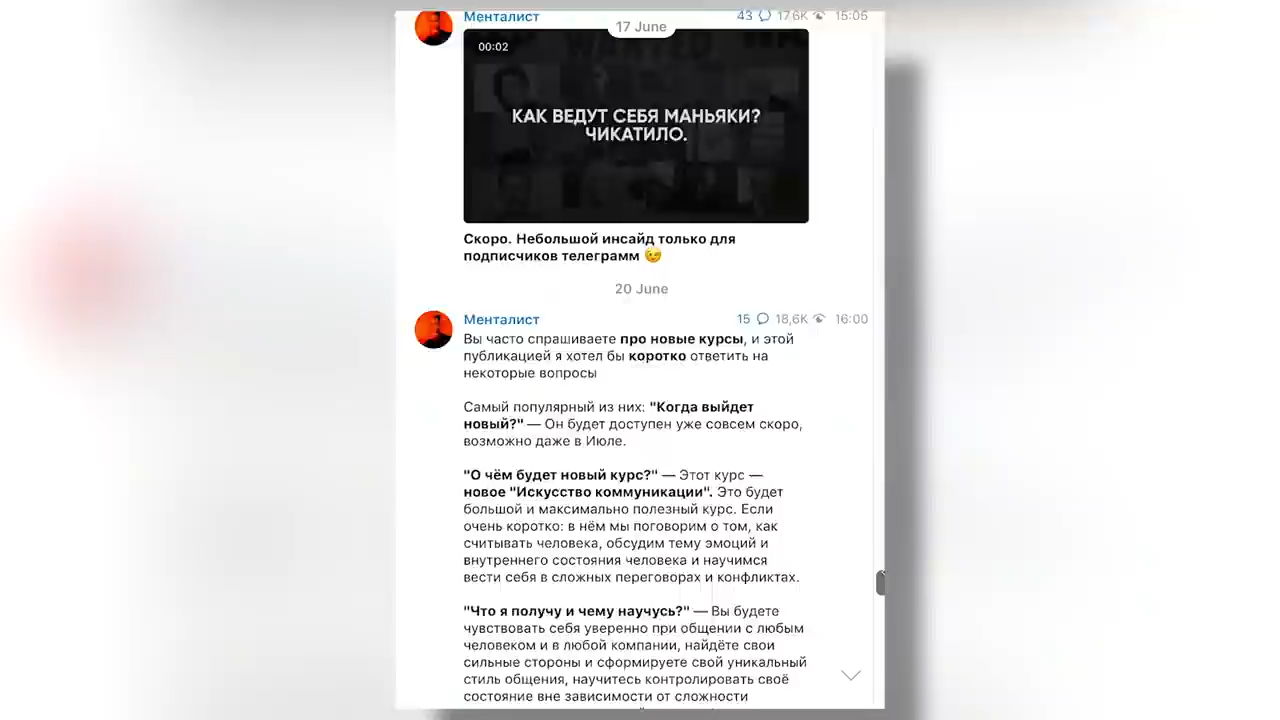 Менталист 43 17,6K 15:05
17 June
00:02
КАК ВЕДУТ СЕБЯ МАНЬЯКИ?
ЧИКАТИЛО.
Скоро. Небольшой инсайд только для
подписчиков телеграмм 😉
20 June
Менталист 15 18,6K 16:00
Вы часто спрашиваете про новые курсы, и этой
публикацией я хотел бы коротко ответить на
некоторые вопросы
Самый популярный из них: "Когда выйдет
новый?" — Он будет доступен уже совсем скоро,
возможно даже в Июле.
"О чём будет новый курс?" — Этот курс —
новое "Искусство коммуникации". Это будет
большой и максимально полезный курс. Если
очень коротко: в нём мы поговорим о том, как
считывать человека, обсудим тему эмоций и
внутреннего состояния человека и научимся
вести себя в сложных переговорах и конфликтах.
"Что я получу и чему научусь?" — Вы будете
чувствовать себя уверенно при общении с любым
человеком и в любой компании, найдёте свои
сильные стороны и сформируете свой уникальный
стиль общения, научитесь контролировать своё
состояние вне зависимости от сложности